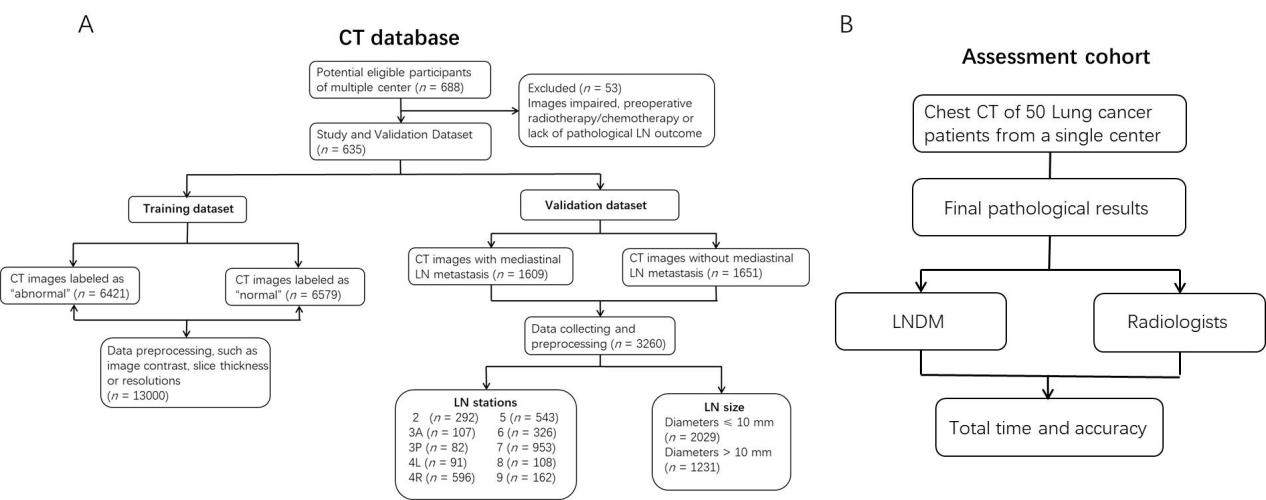 A
CT database
Potential eligible participants
of multiple center (n = 688)
Excluded (n = 53)
Images impaired, preoperative
radiotherapy/chemotherapy or
lack of pathological LN outcome
Study and Validation Dataset
(n = 635)
Training dataset
Validation dataset
CT images labeled as
“abnormal” (n = 6421)
CT images labeled as
“normal” (n = 6579)
CT images with mediastinal
LN metastasis (n = 1609)
CT images without mediastinal
LN metastasis (n = 1651)
Data preprocessing, such as
image contrast, slice thickness
or resolutions
(n = 13000)
Data collecting and
preprocessing (n = 3260)
LN stations
2 (n = 292) 5 (n = 543)
3A (n = 107) 6 (n = 326)
3P (n = 82) 7 (n = 953)
4L (n = 91) 8 (n = 108)
4R (n = 596) 9 (n = 162)
LN size
Diameters ⩽ 10 mm
(n = 2029)
Diameters > 10 mm
(n = 1231)
B
Assessment cohort
Chest CT of 50 Lung cancer
patients from a single center
Final pathological results
LNDM
Radiologists
Total time and accuracy